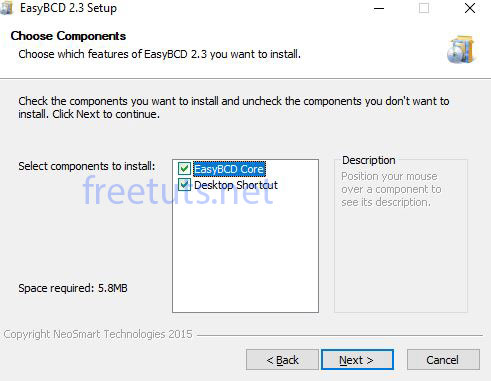 EasyBCD 2.3 Setup
Choose Components
Choose which features of EasyBCD 2.3 you want to install.
Check the components you want to install and uncheck the components you don't want to
install. Click Next to continue.
Select components to install:
EasyBCD Core
Desktop Shortcut
freetuts.net
Description
Position your mouse
over a component to
see its description.
Space required: 5.8MB
Copyright NeoSmart Technologies 2015
< Back
Next >
Cancel